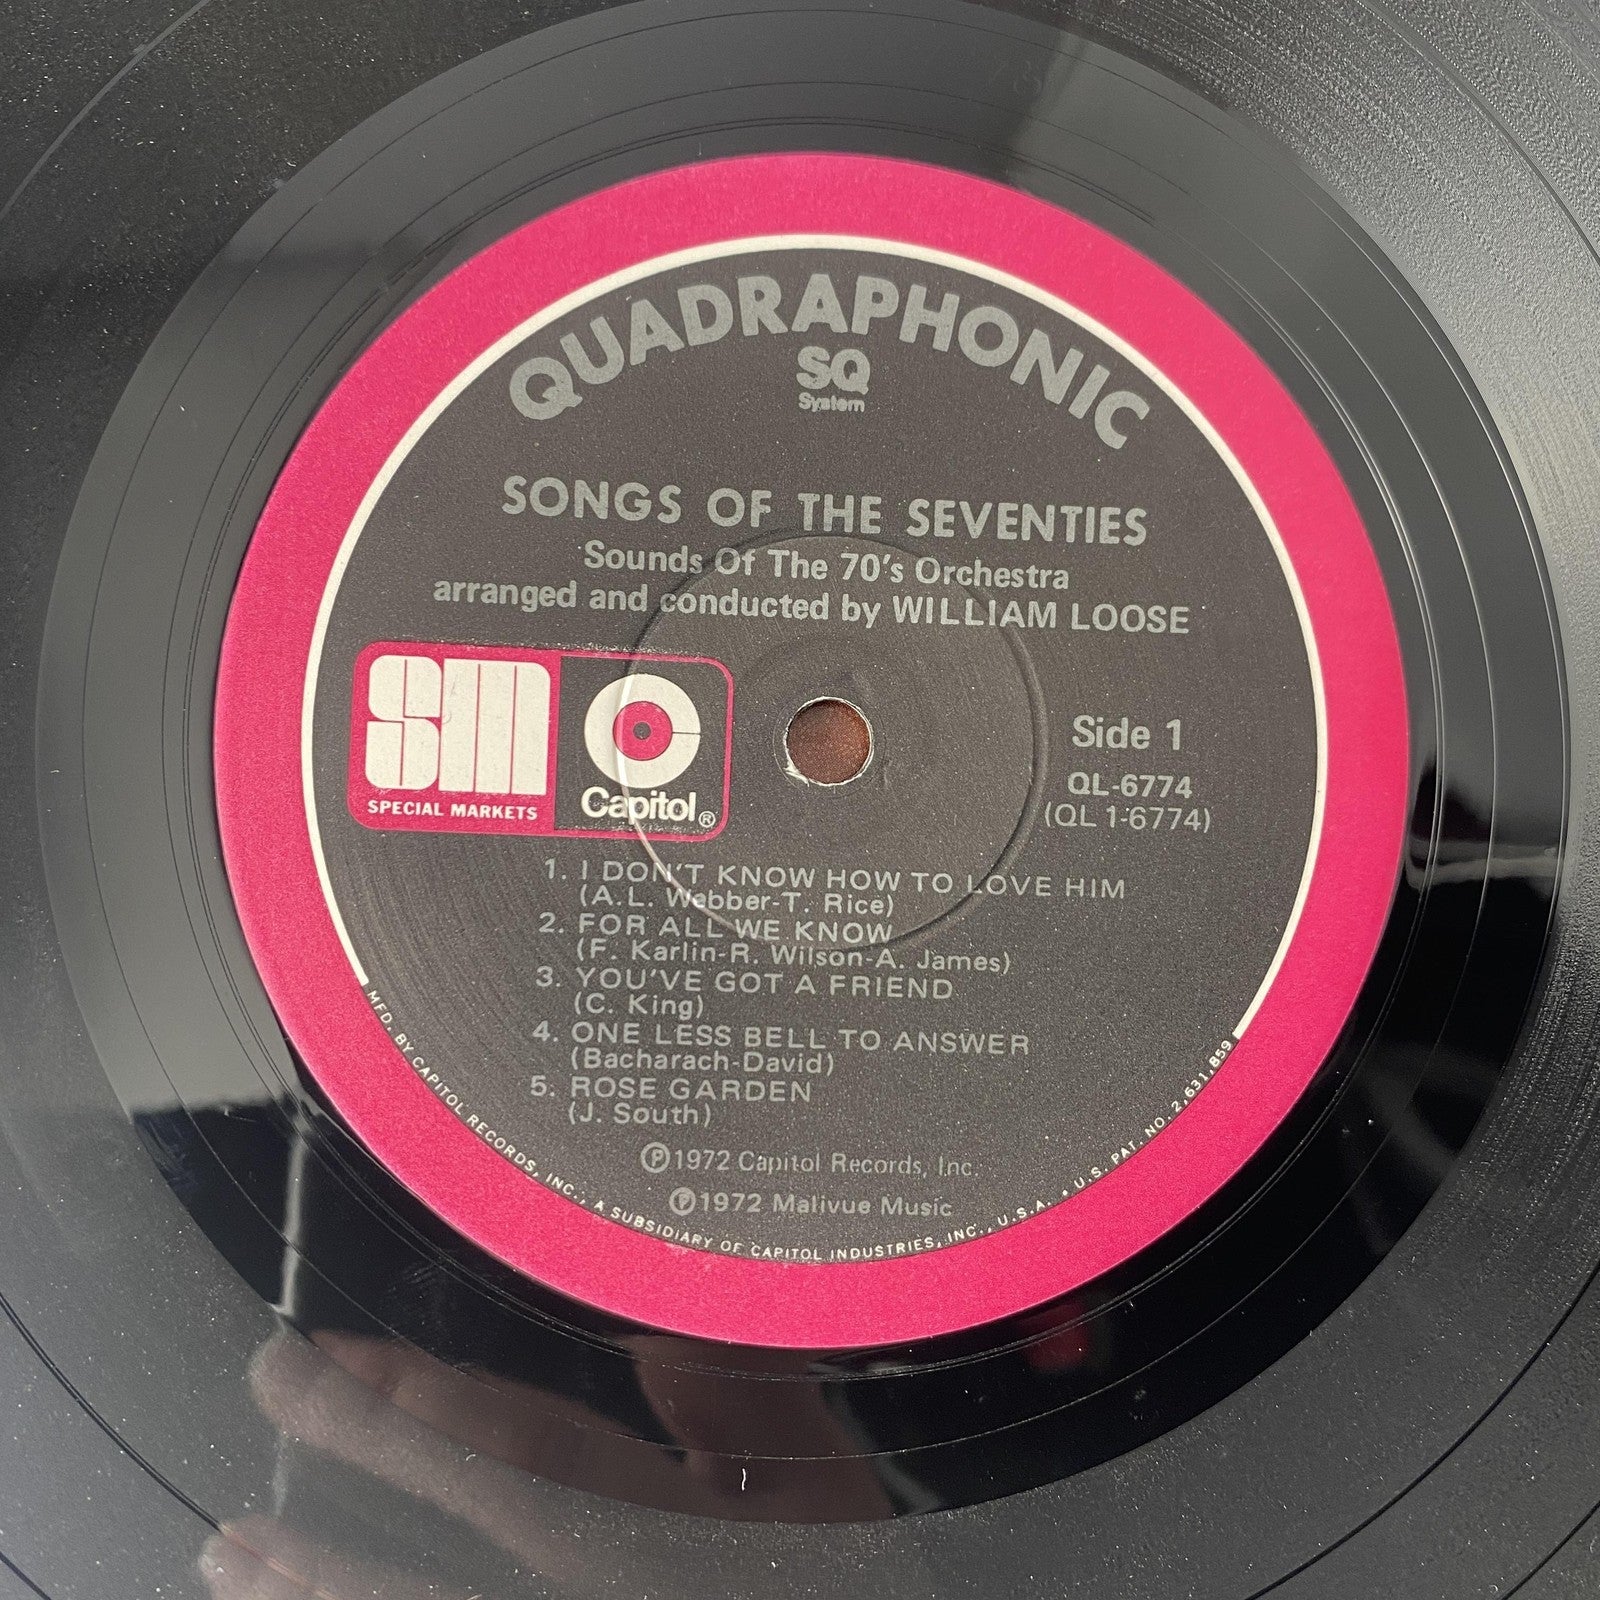 QUADRAPHONIC
SQ
System
SONGS OF THE SEVENTIES
Sounds Of The 70's Orchestra
arranged and conducted by WILLIAM LOOSE
SM
SPECIAL MARKETS
Capitol®
Side 1
QL-6774
(QL 1-6774)
1. I DON'T KNOW HOW TO LOVE HIM
(A.L. Webber-T. Rice)
2. FOR ALL WE KNOW
(F. Karlin-R. Wilson-A. James)
3. YOU'VE GOT A FRIEND
(C. King)
4. ONE LESS BELL TO ANSWER
(Bacharach-David)
5. ROSE GARDEN
(J. South)
℗1972 Capitol Records, Inc.
℗1972 Malivue Music
MFD. BY CAPITOL RECORDS, INC., A SUBSIDIARY OF CAPITOL INDUSTRIES, INC., U.S.A. • U.S. PAT. NO. 2,631,859